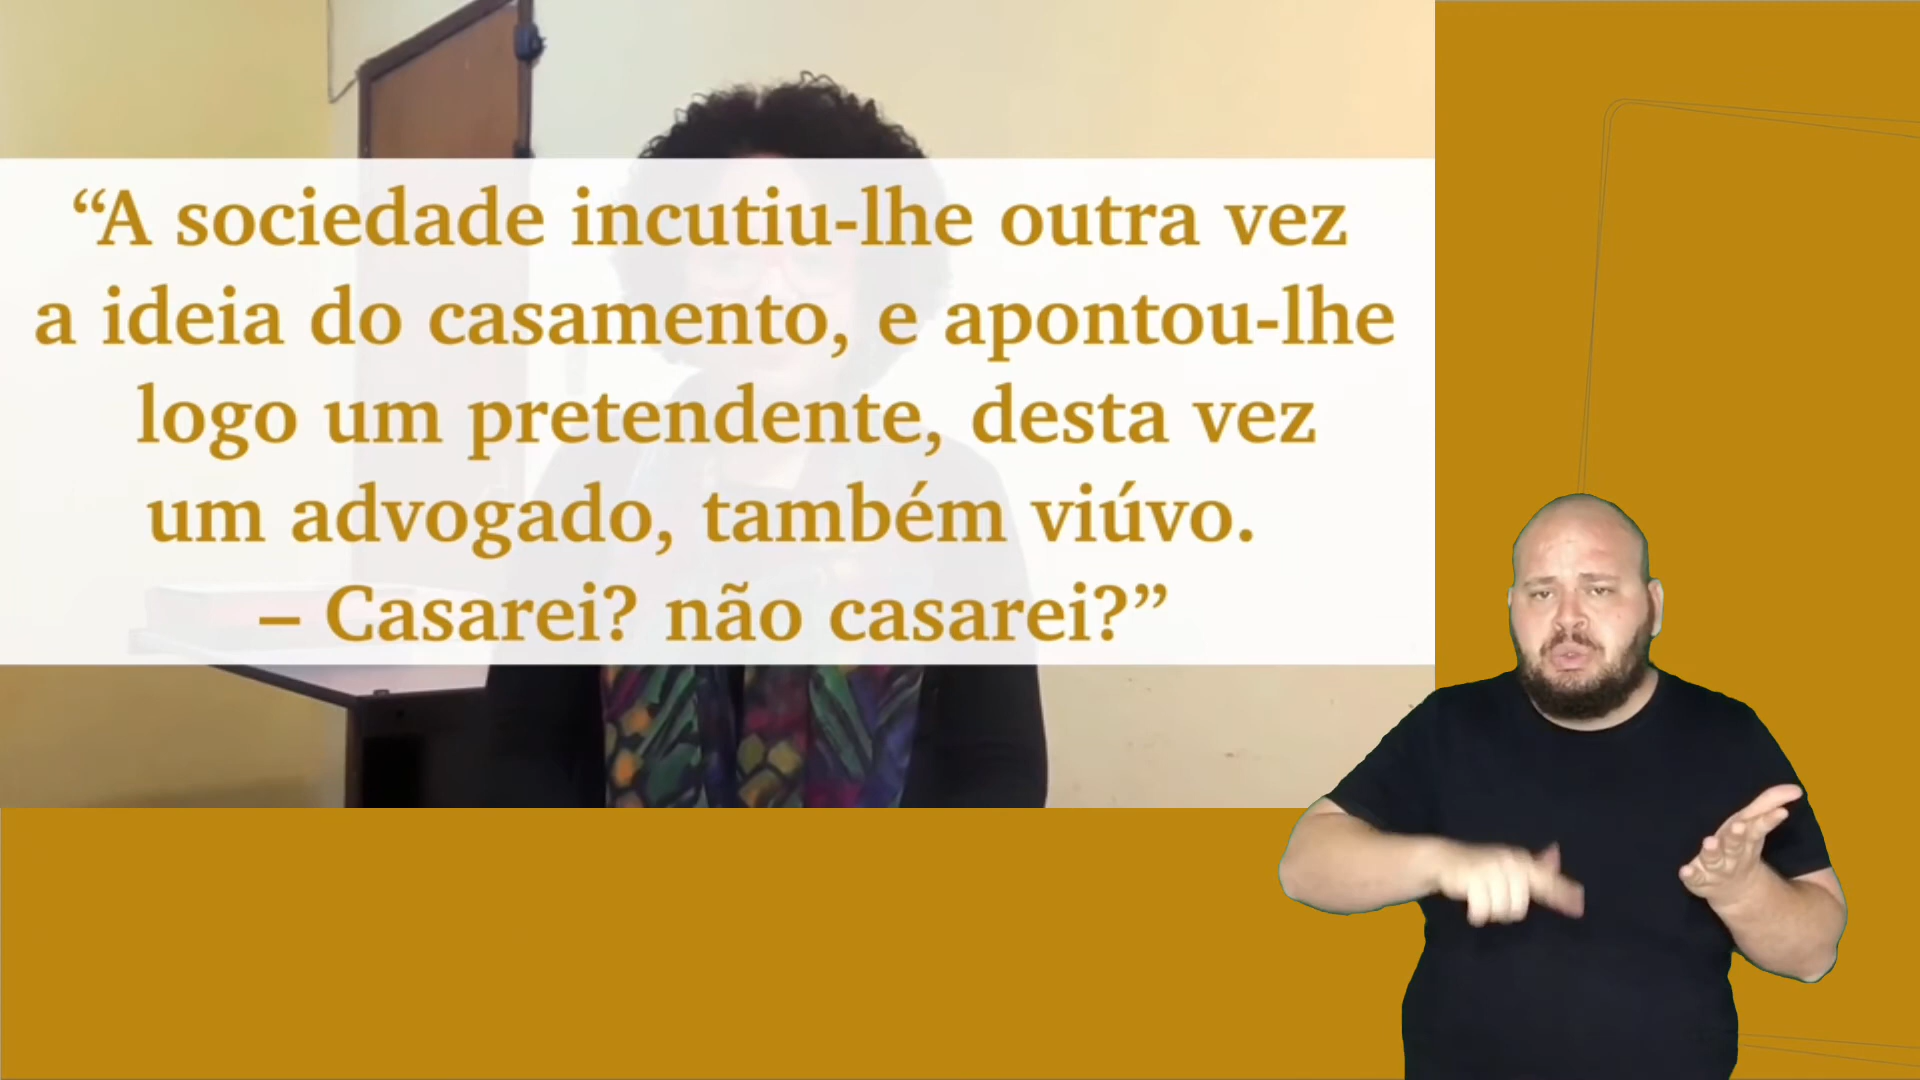 “A sociedade incutiu-lhe outra vez
a ideia do casamento, e apontou-lhe
logo um pretendente, desta vez
um advogado, também viúvo.
– Casarei? não casarei?”